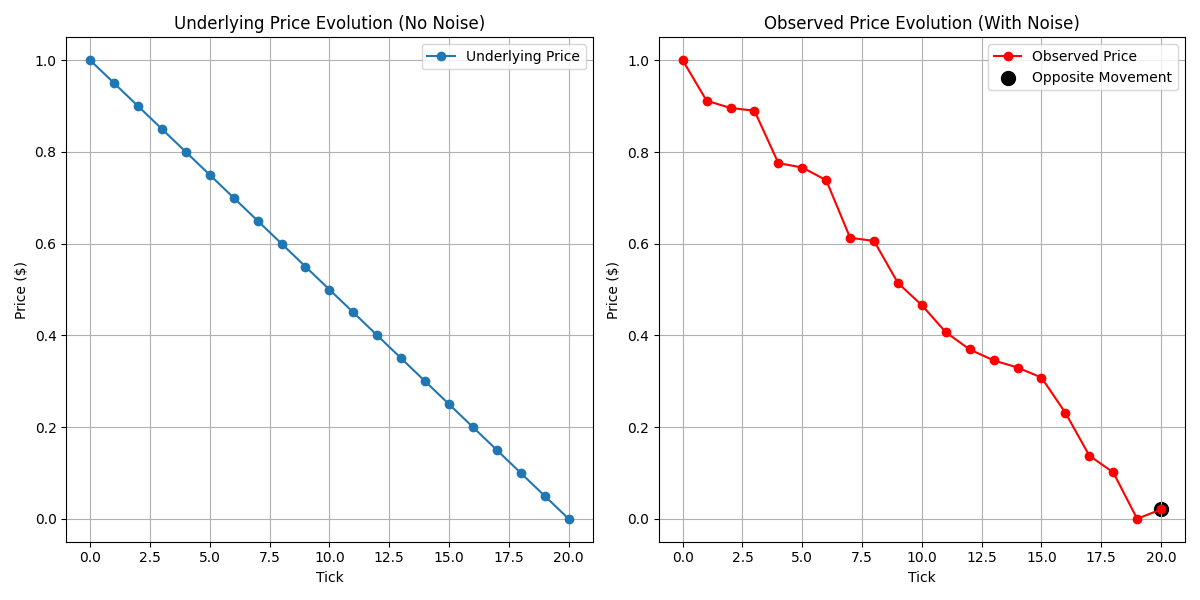 Underlying Price Evolution (No Noise)
Underlying Price
Price ($)
1.0
0.8
0.6
0.4
0.2
0.0
0.0 2.5 5.0 7.5 10.0 12.5 15.0 17.5 20.0
Tick
Observed Price Evolution (With Noise)
Observed Price
Opposite Movement
Price ($)
1.0
0.8
0.6
0.4
0.2
0.0
0.0 2.5 5.0 7.5 10.0 12.5 15.0 17.5 20.0
Tick